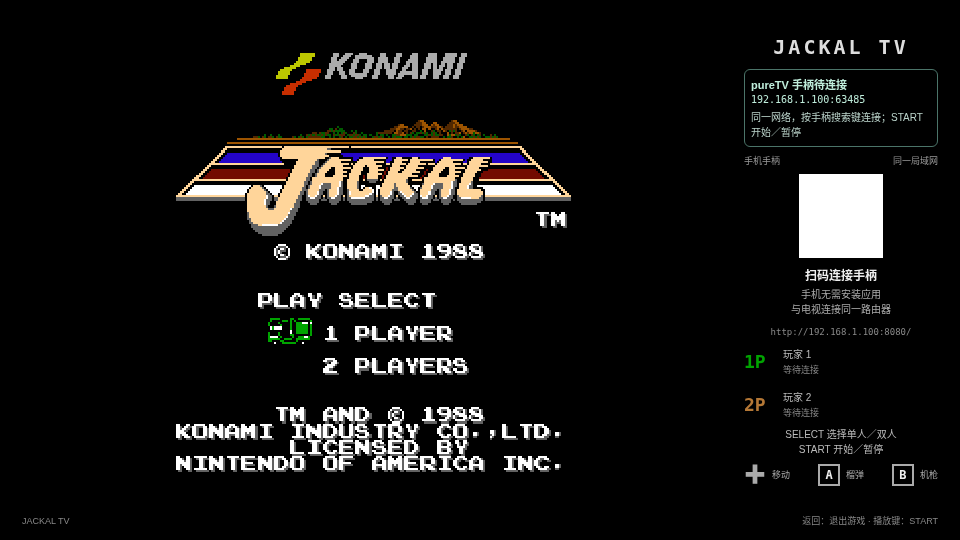 KONAMI
JACKAL
TM
© KONAMI 1988
PLAY SELECT
1 PLAYER
2 PLAYERS
TM AND © 1988
KONAMI INDUSTRY CO.,LTD.
LICENSED BY
NINTENDO OF AMERICA INC.
JACKAL TV
pureTV 手柄待连接
192.168.1.100:63485
同一网络，按手柄搜索键连接；START
开始／暂停
手机手柄 同一局域网
扫码连接手柄
手机无需安装应用
与电视连接同一路由器
http://192.168.1.100:8080/
1P 玩家 1
等待连接
2P 玩家 2
等待连接
SELECT 选择单人／双人
START 开始／暂停
移动 A 榴弹 B 机枪
JACKAL TV
返回：退出游戏 · 播放键：START